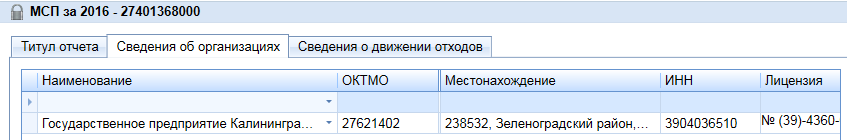 МСП за 2016 - 27401368000
Титул отчета Сведения об организациях Сведения о движении отходов
Наименование ОКТМО Местонахождение ИНН Лицензия
Государственное предприятие Калинингра... 27621402 238532, Зеленоградский район,... 3904036510 № (39)-4360-